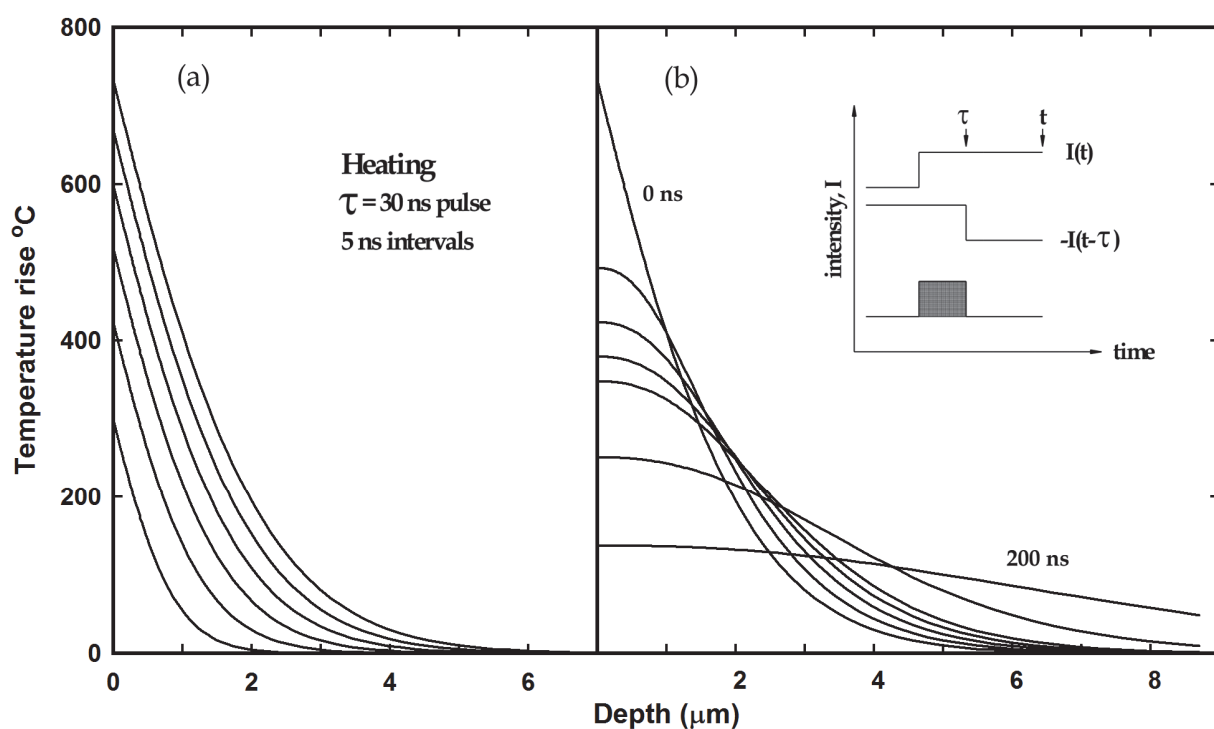 800
600
400
200
0
Temperature rise °C
(a)
Heating
τ = 30 ns pulse
5 ns intervals
0
2
4
6
(b)
0 ns
200 ns
τ
t
I(t)
-I(t-τ)
intensity, I
time
2
4
6
8
Depth (μm)